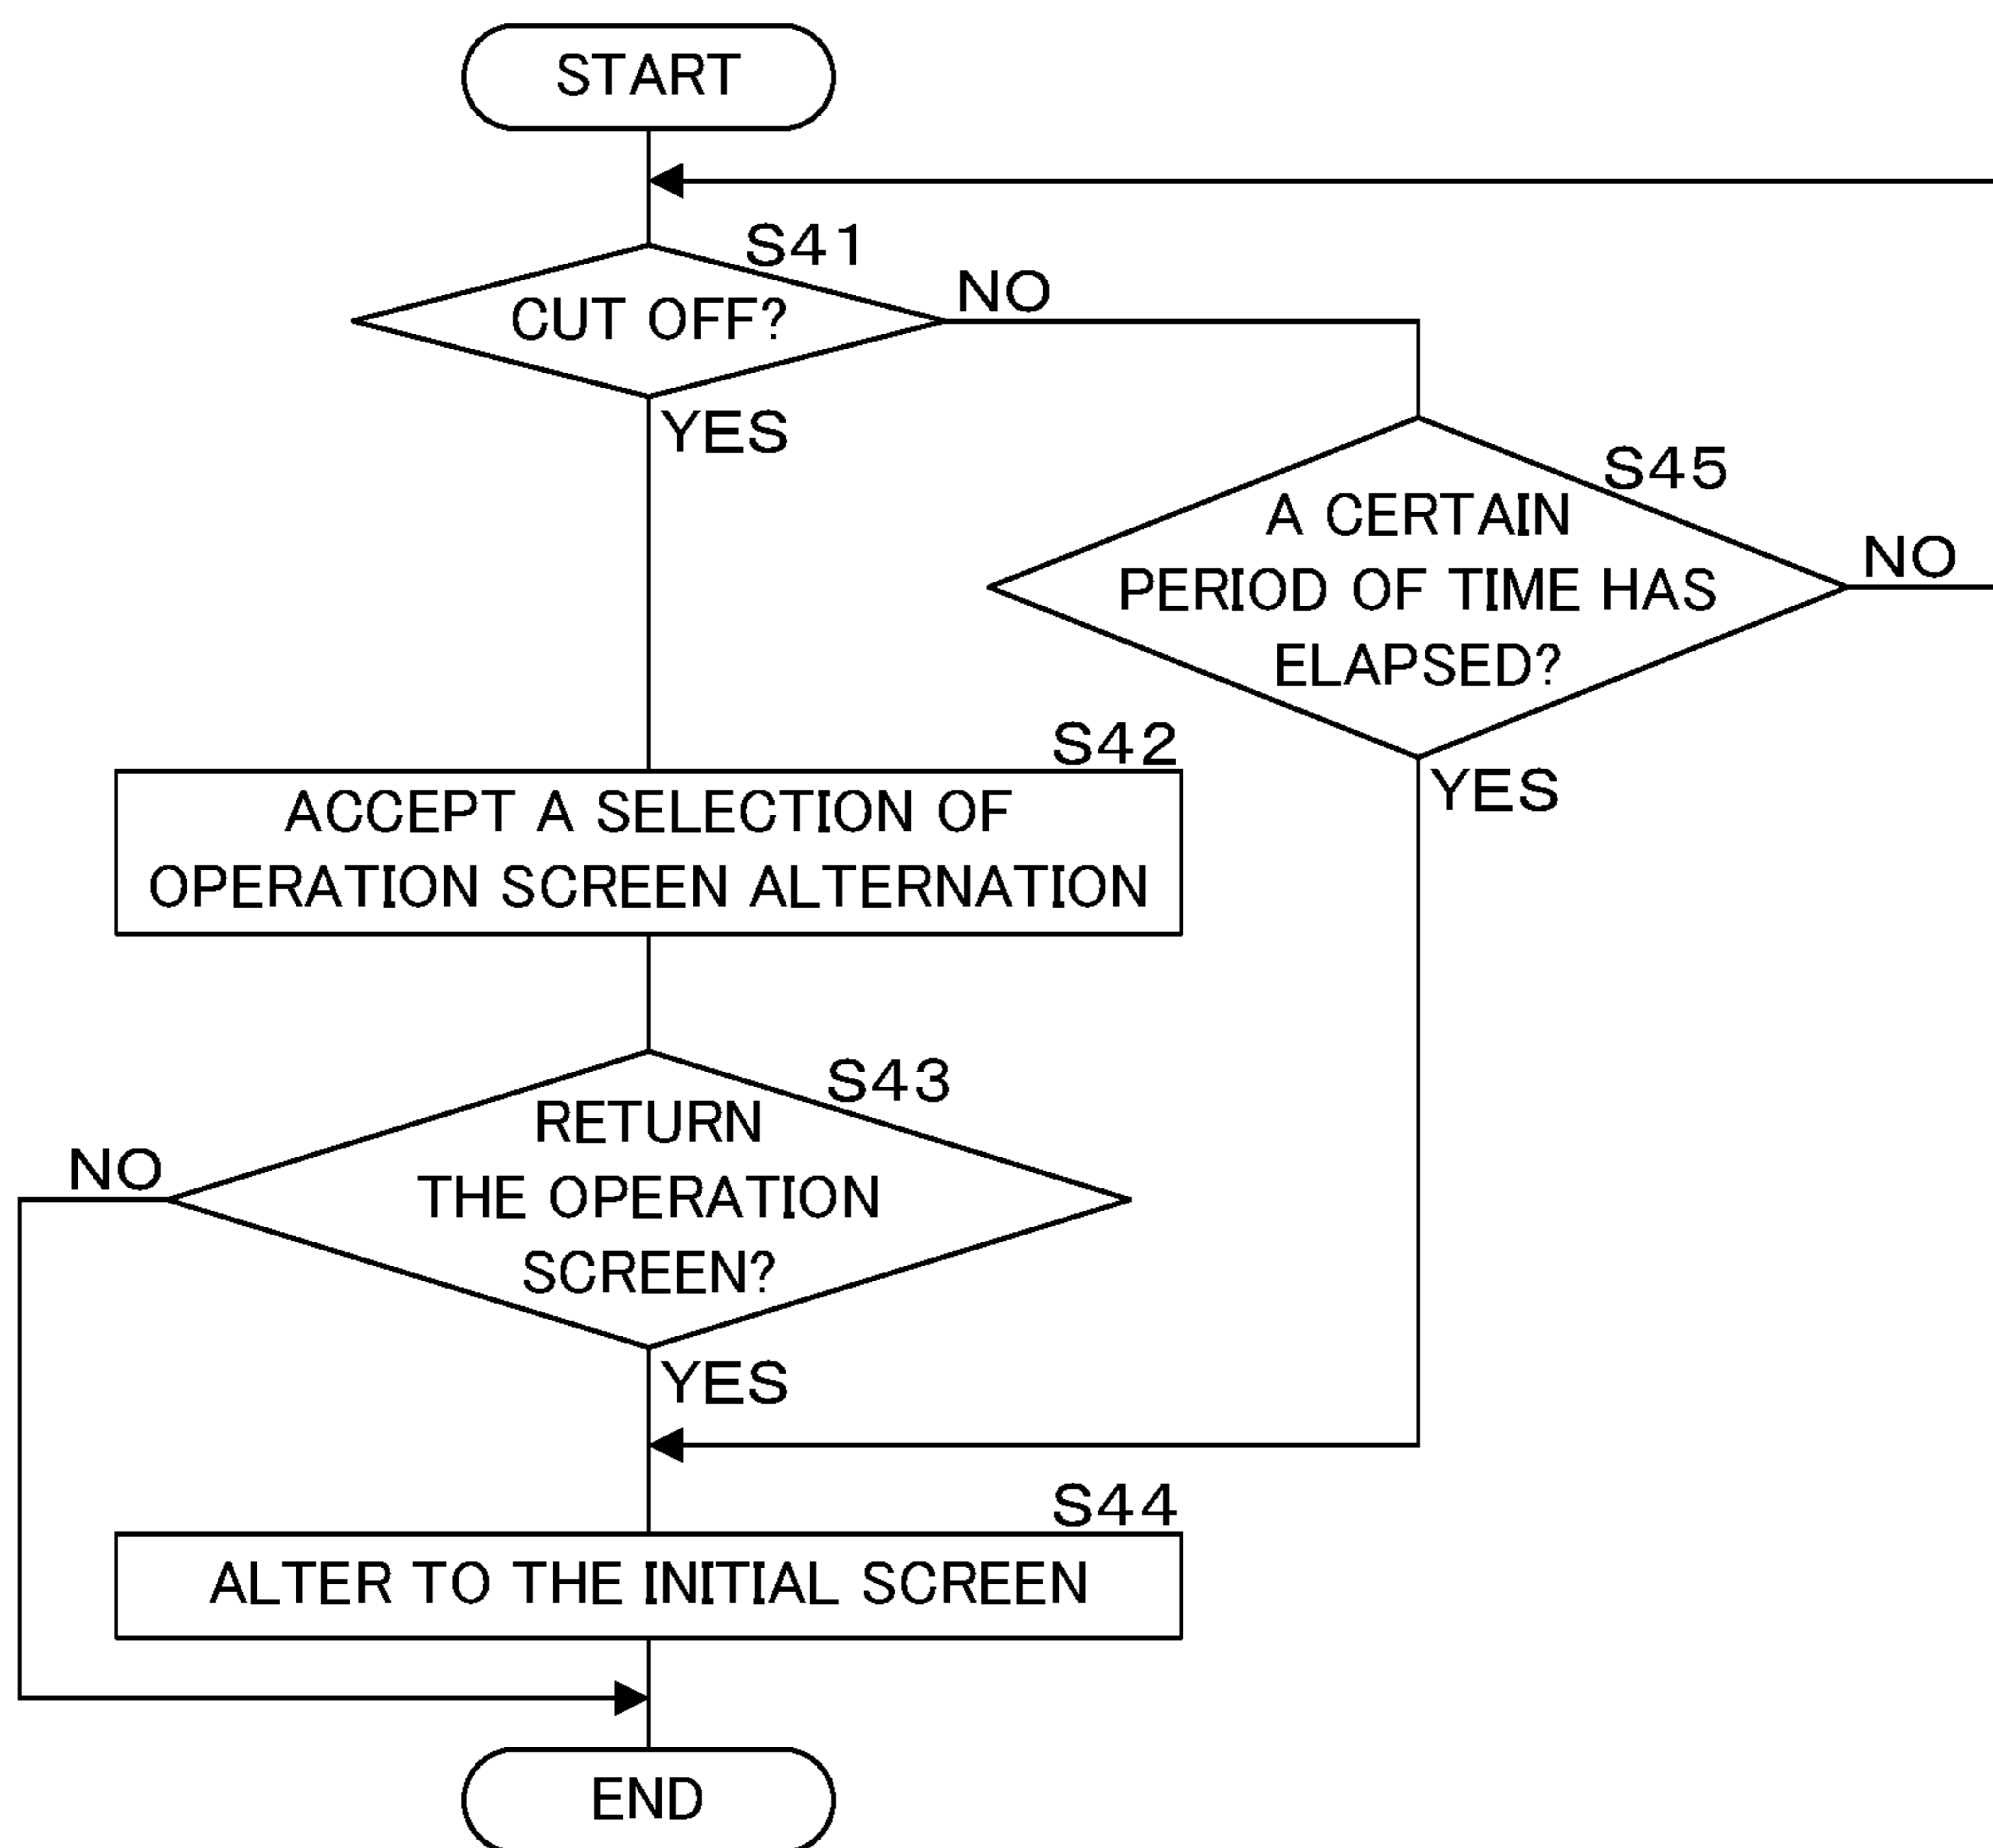 START
S41
CUT OFF?
NO
YES
S45
A CERTAIN
PERIOD OF TIME HAS
ELAPSED?
NO
YES
S42
ACCEPT A SELECTION OF
OPERATION SCREEN ALTERNATION
S43
RETURN
THE OPERATION
SCREEN?
NO
YES
S44
ALTER TO THE INITIAL SCREEN
END